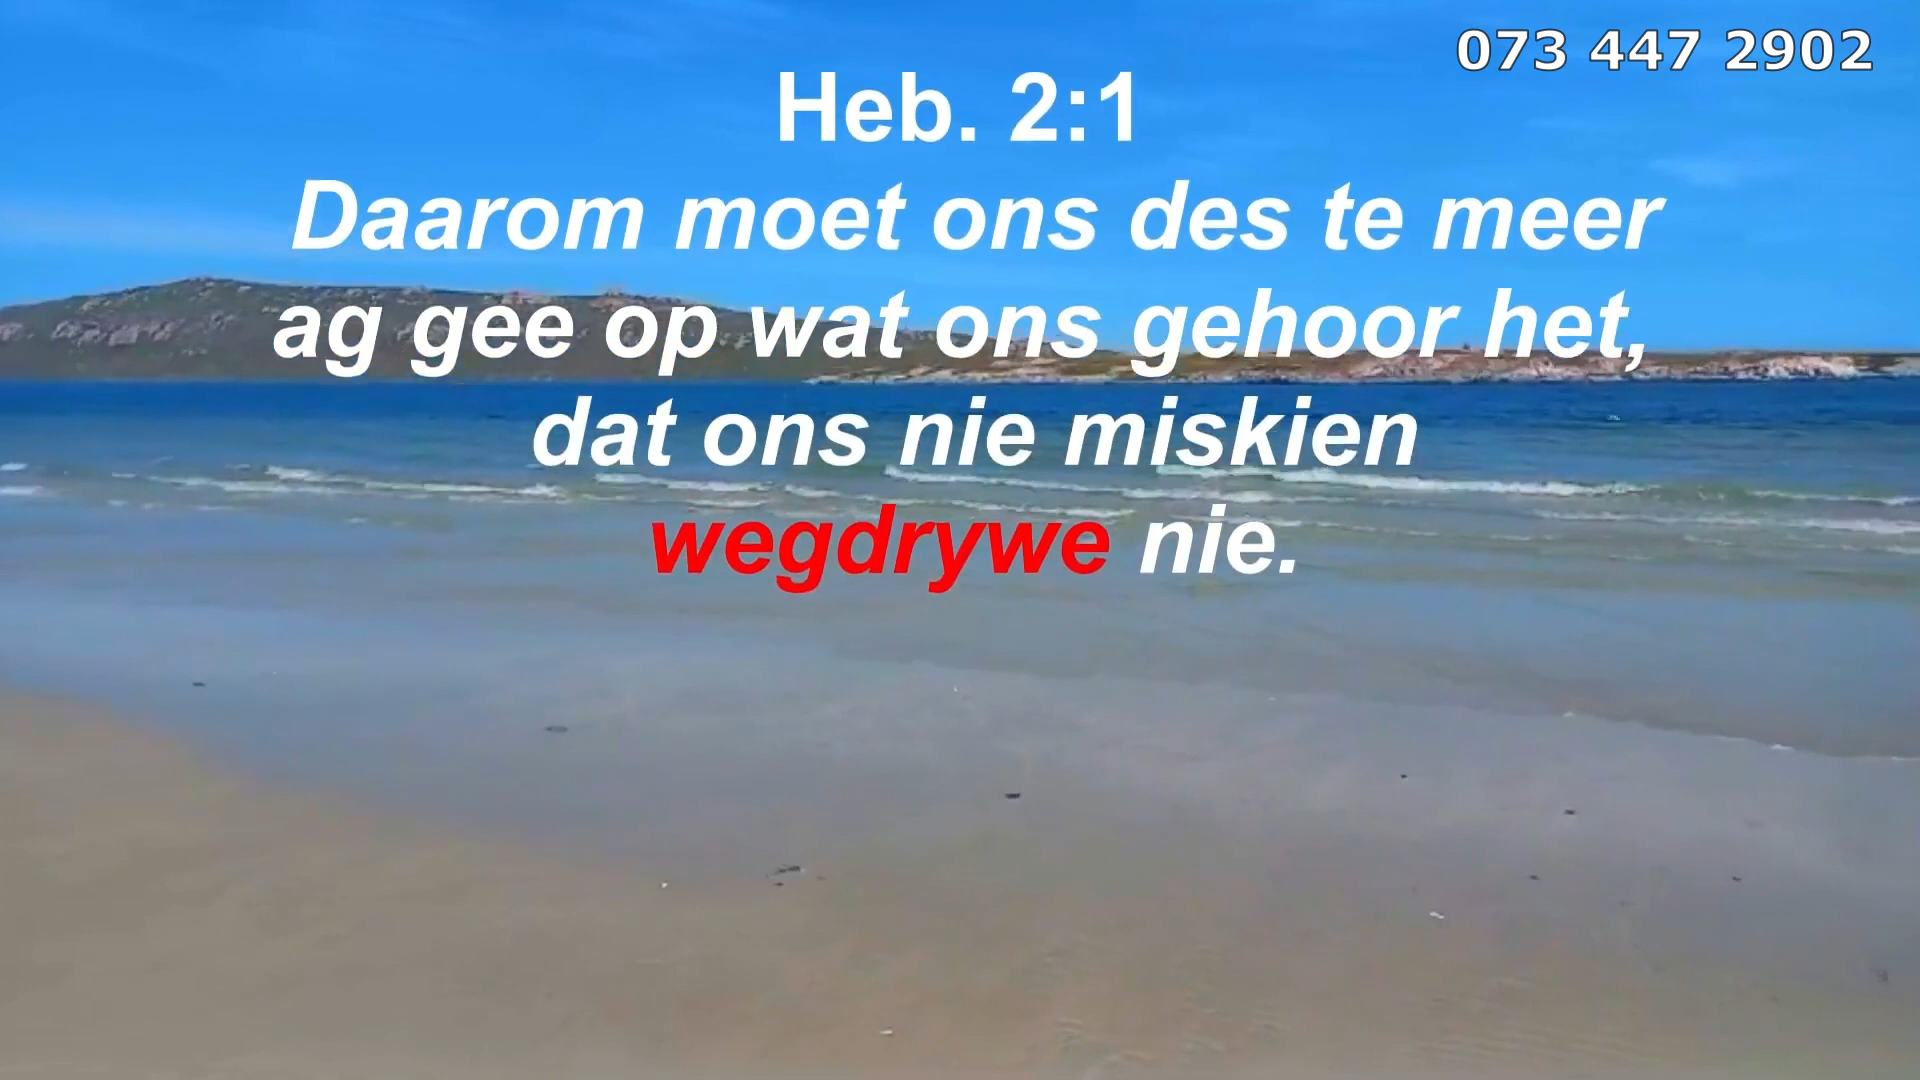 073 447 2902
Heb. 2:1
Daarom moet ons des te meer
ag gee op wat ons gehoor het,
dat ons nie miskien
wegdrywe nie.